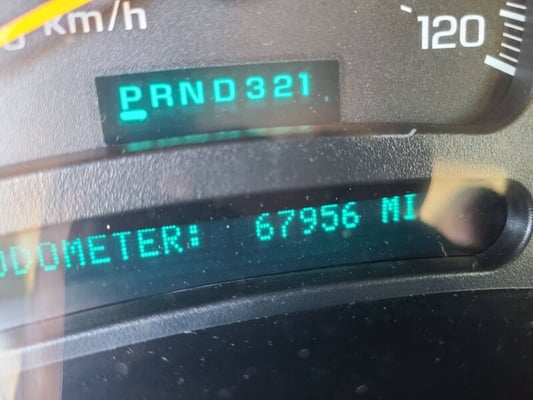 km/h
120
PRND321
ODOMETER: 67956 MI